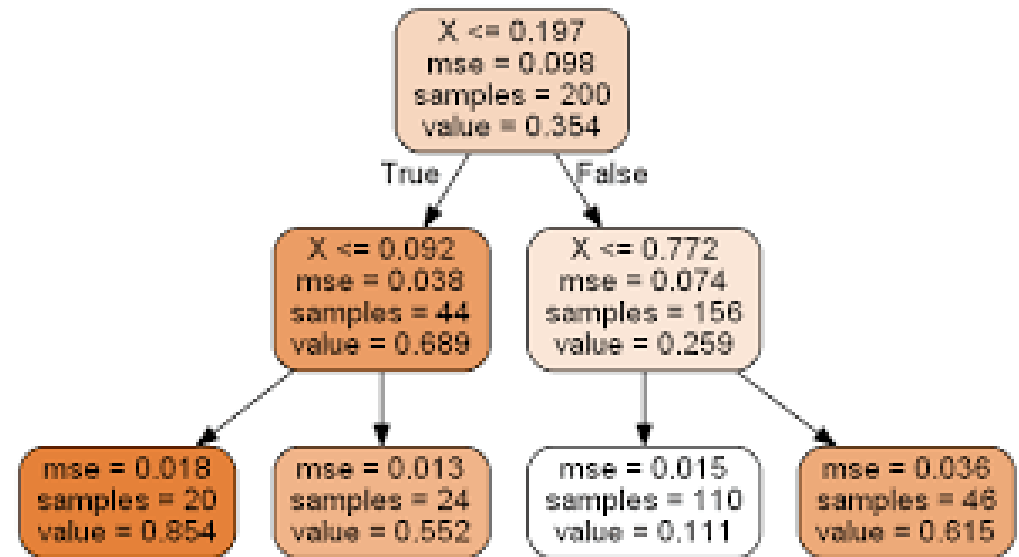 X <= 0.197
mse = 0.098
samples = 200
value = 0.354
True
False
X <= 0.092
mse = 0.038
samples = 44
value = 0.689
X <= 0.772
mse = 0.074
samples = 156
value = 0.259
mse = 0.018
samples = 20
value = 0.854
mse = 0.013
samples = 24
value = 0.552
mse = 0.015
samples = 110
value = 0.111
mse = 0.036
samples = 46
value = 0.615